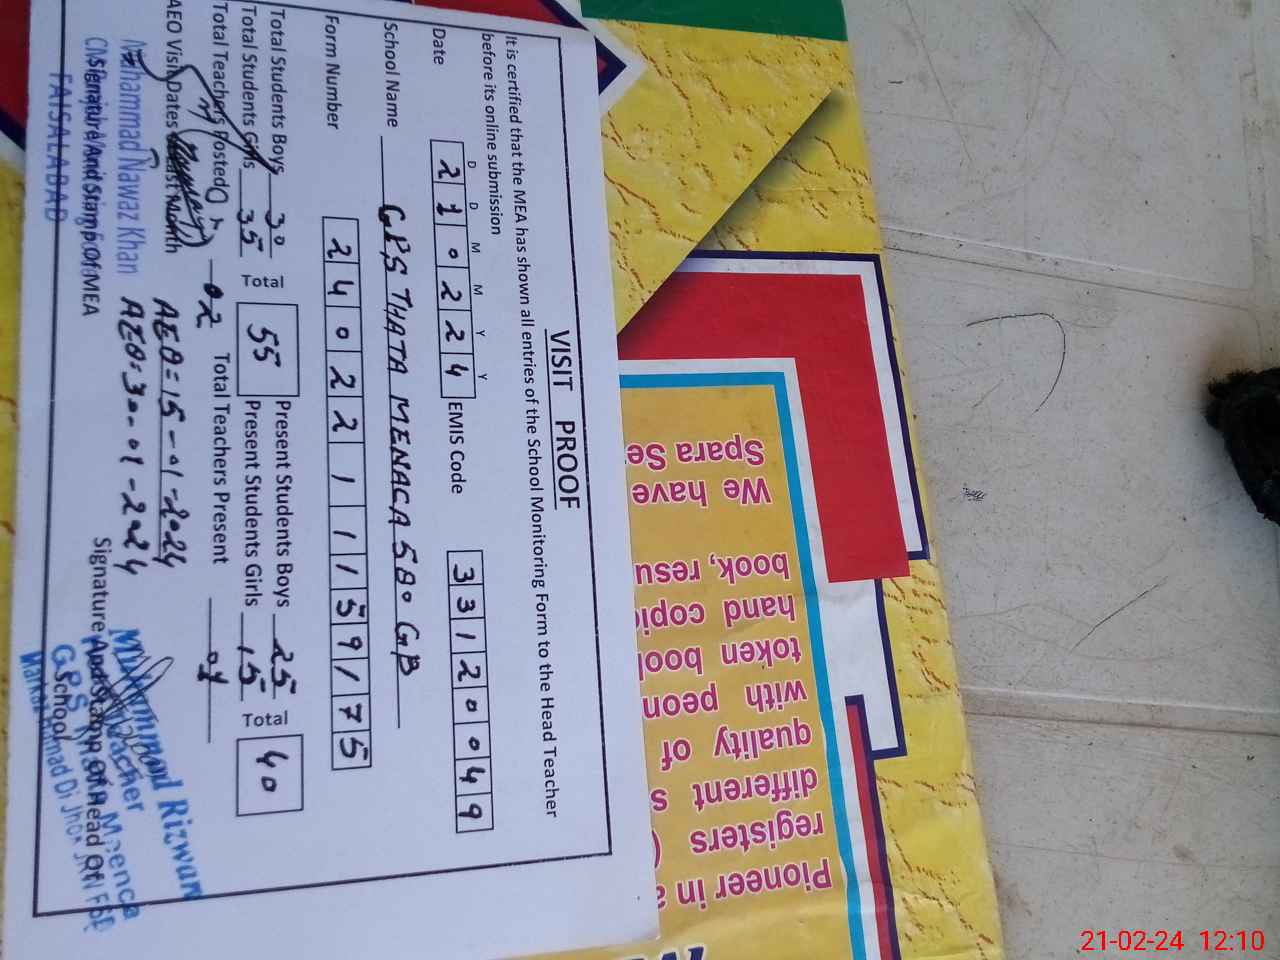 VISIT PROOF
It is certified that the MEA has shown all entries of the School Monitoring Form to the Head Teacher
before its online submission
D D M M Y Y
Date 2 1 0 2 2 4 EMIS Code 3 3 1 2 0 0 4 9
School Name GPS THATA MENACA 580 GB
Form Number 2 4 0 2 2 1 1 1 5 9 1 7 5
Total Students Boys 30 Present Students Boys 25
Total Students Girls 35 Total 55 Present Students Girls 15 Total 40
Total Teachers Posted 02 Total Teachers Present 01
AEO Visit Dates Last Month AEO = 15-01-2024
AEO: 30-01-2024
Muhammad Nawaz Khan
Signature And Stamp Of MEA
FAISALABAD
Signature And Stamp Of Head Of
School
Muhammad Rizwan
GPS
We have
Spara
Pioneer in
registers
different s
quality of
with peon
token book
hand copi
book, resu
21-02-24 12:10